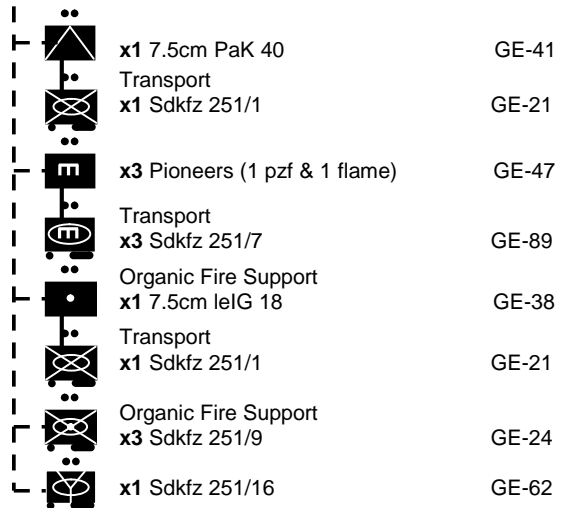 x1 7.5cm PaK 40 GE-41
Transport
x1 Sdkfz 251/1 GE-21
x3 Pioneers (1 pzf & 1 flame) GE-47
Transport
x3 Sdkfz 251/7 GE-89
Organic Fire Support
x1 7.5cm leIG 18 GE-38
Transport
x1 Sdkfz 251/1 GE-21
Organic Fire Support
x3 Sdkfz 251/9 GE-24
x1 Sdkfz 251/16 GE-62